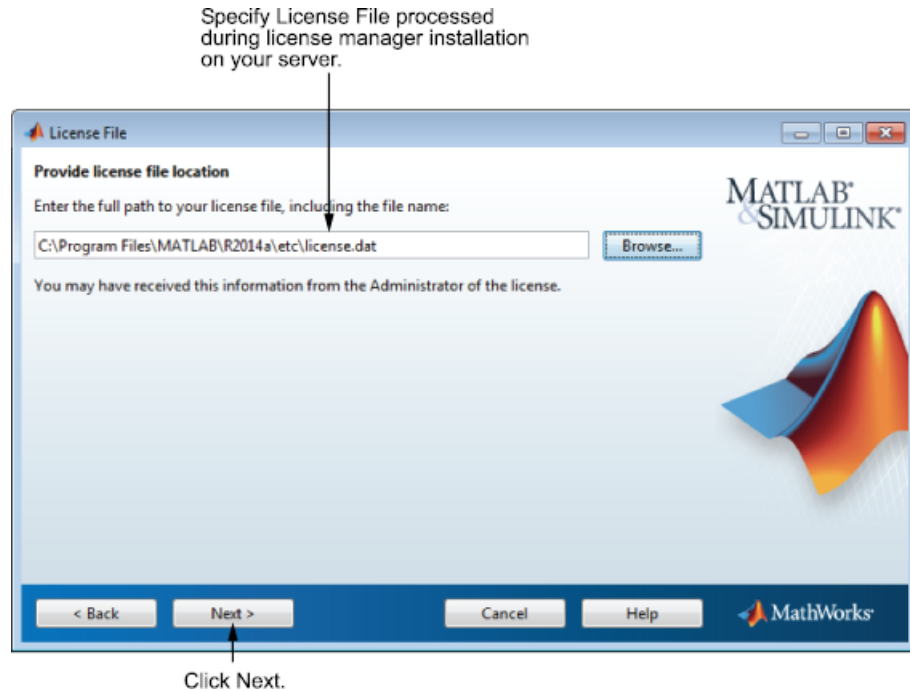 Specify License File processed
during license manager installation
on your server.
License File
Provide license file location
Enter the full path to your license file, including the file name:
C:\Program Files\MATLAB\R2014a\etc\license.dat
Browse...
You may have received this information from the Administrator of the license.
MATLAB®
&SIMULINK®
< Back
Next >
Cancel
Help
MathWorks®
Click Next.